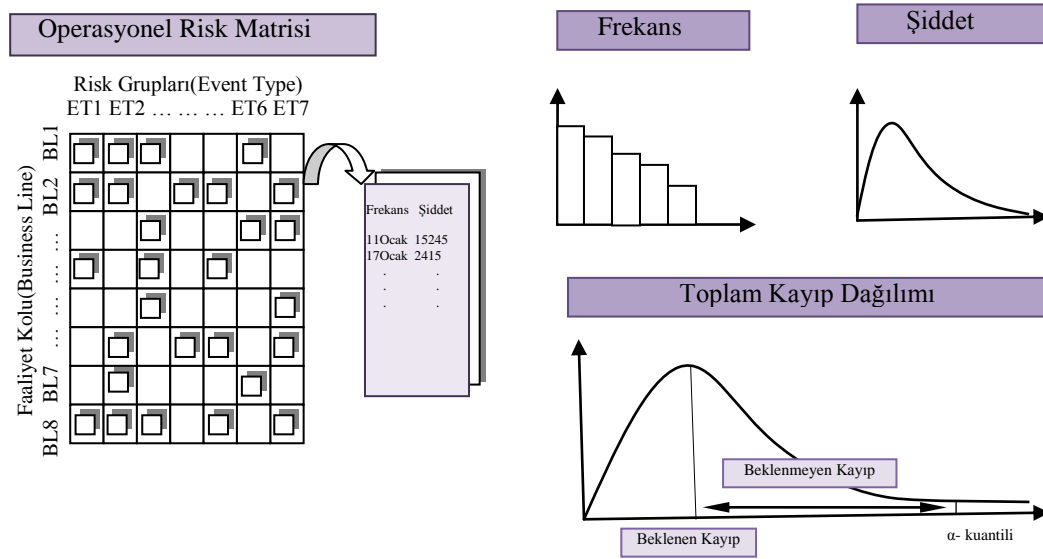 Operasyonel Risk Matrisi
Risk Grupları(Event Type)
ET1 ET2 … … … ET6 ET7
Faaliyet Kolu(Business Line)
BL1
BL2
…
…
…
…
BL7
BL8
Frekans Şiddet
11Ocak 15245
17Ocak 2415
. .
. .
. .
Frekans
Şiddet
Toplam Kayıp Dağılımı
Beklenmeyen Kayıp
Beklenen Kayıp
α- kuantili